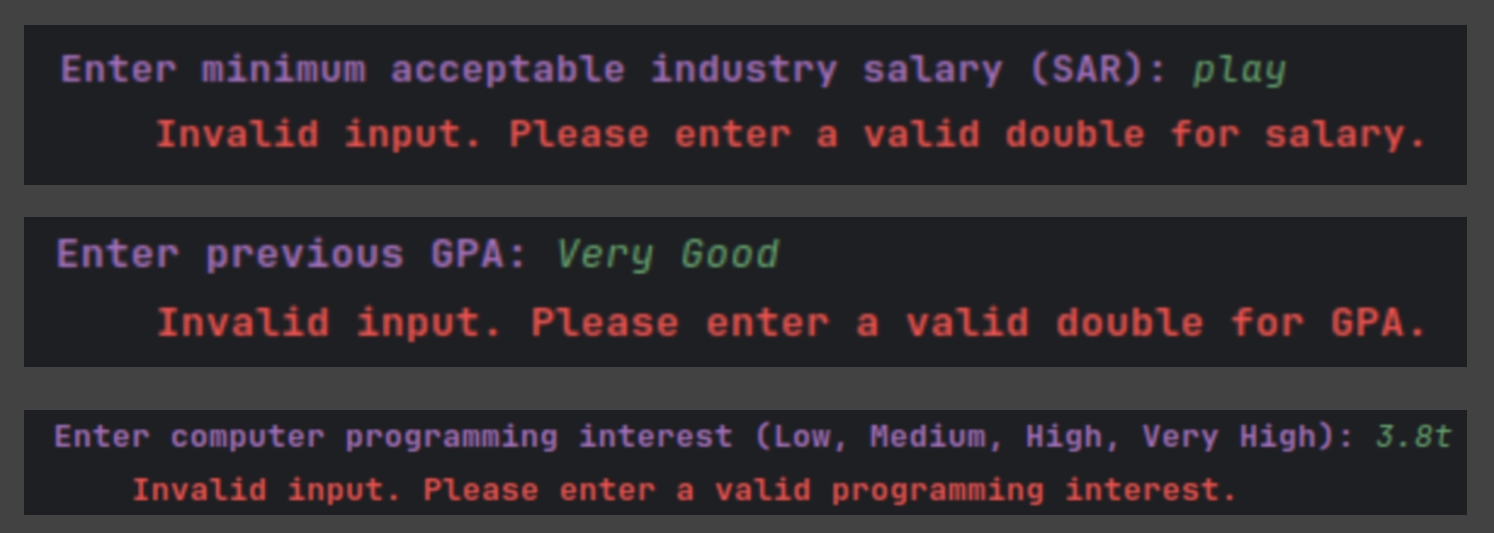 Enter minimum acceptable industry salary (SAR): play
Invalid input. Please enter a valid double for salary.
Enter previous GPA: Very Good
Invalid input. Please enter a valid double for GPA.
Enter computer programming interest (Low, Medium, High, Very High): 3.8t
Invalid input. Please enter a valid programming interest.